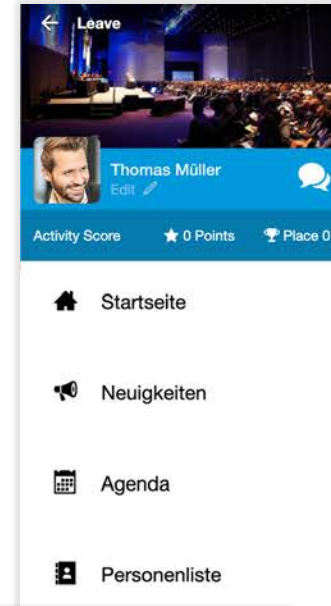 Leave
Thomas Müller
Edit
Activity Score 0 Points Place 0
Startseite
Neuigkeiten
Agenda
Personenliste